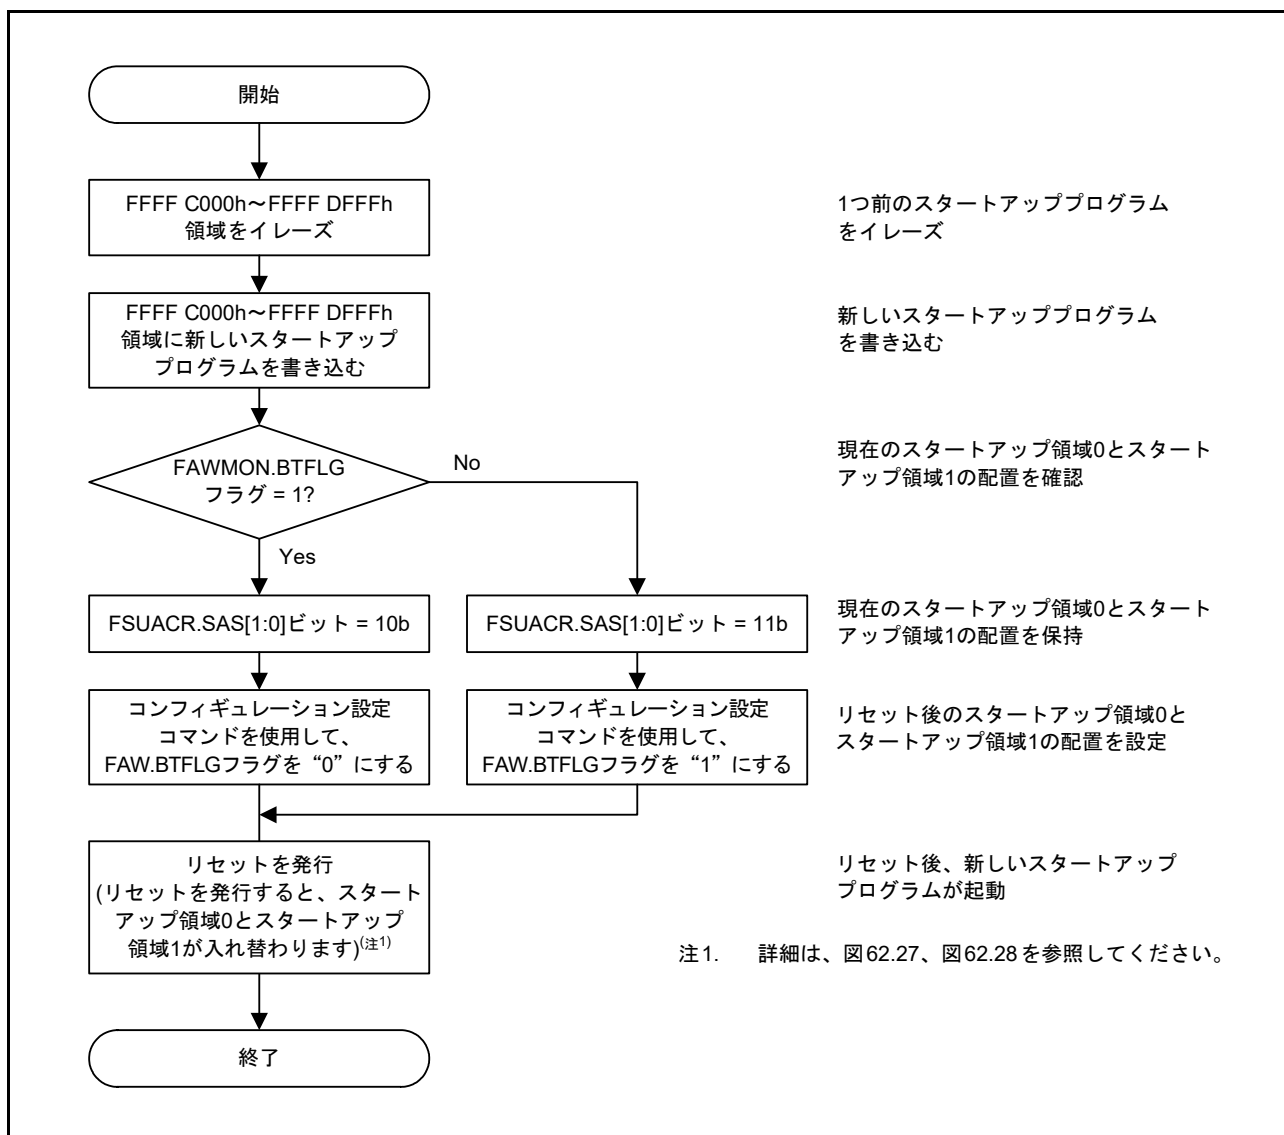 開始
FFFF C000h～FFFF DFFFh
領域をイレーズ
1つ前のスタートアッププログラム
をイレーズ
FFFF C000h～FFFF DFFFh
領域に新しいスタートアップ
プログラムを書き込む
新しいスタートアッププログラム
を書き込む
FAWMON.BTFLG
フラグ = 1?
No
Yes
現在のスタートアップ領域0とスタート
アップ領域1の配置を確認
FSUACR.SAS[1:0]ビット = 10b
FSUACR.SAS[1:0]ビット = 11b
現在のスタートアップ領域0とスタート
アップ領域1の配置を保持
コンフィギュレーション設定
コマンドを使用して、
FAW.BTFLGフラグを“0”にする
コンフィギュレーション設定
コマンドを使用して、
FAW.BTFLGフラグを“1”にする
リセット後のスタートアップ領域0と
スタートアップ領域1の配置を設定
リセットを発行
(リセットを発行すると、スタート
アップ領域0とスタートアップ
領域1が入れ替わります)(注1)
リセット後、新しいスタートアップ
プログラムが起動
注1. 詳細は、図62.27、図62.28を参照してください。
終了